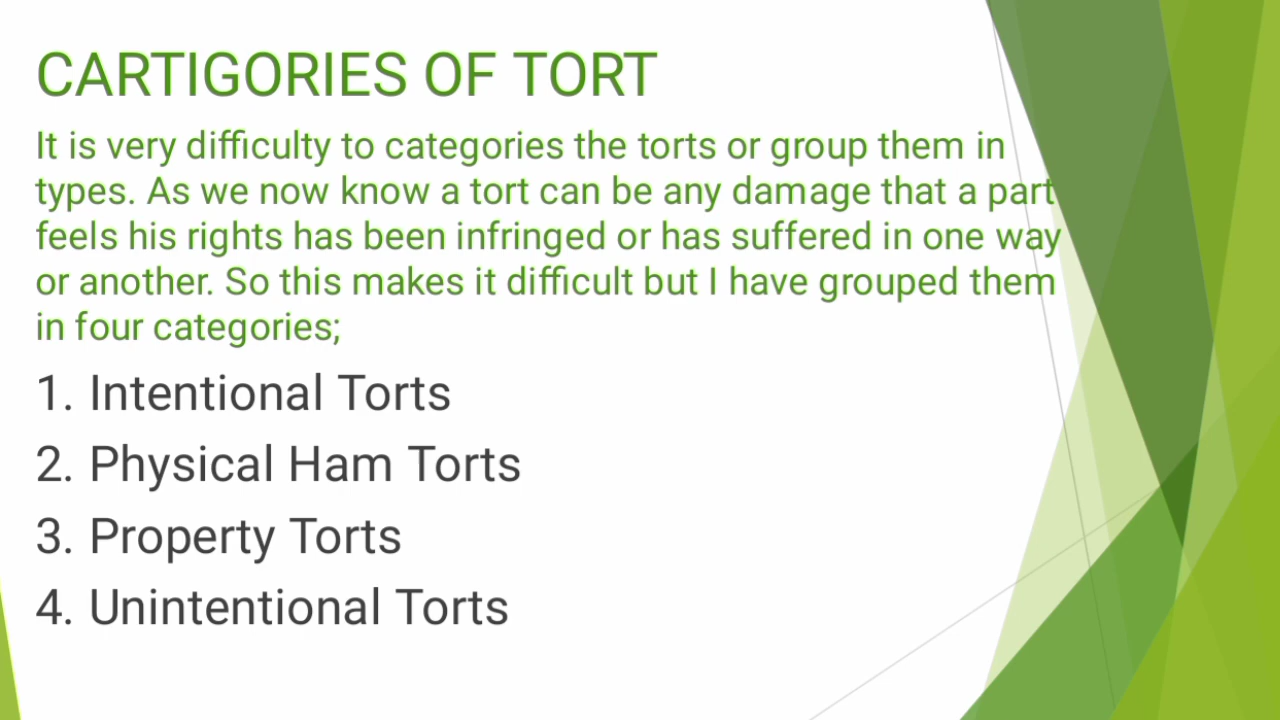 CARTIGORIES OF TORT
It is very difficulty to categories the torts or group them in
types. As we now know a tort can be any damage that a part
feels his rights has been infringed or has suffered in one way
or another. So this makes it difficult but I have grouped them
in four categories;
1. Intentional Torts
2. Physical Ham Torts
3. Property Torts
4. Unintentional Torts